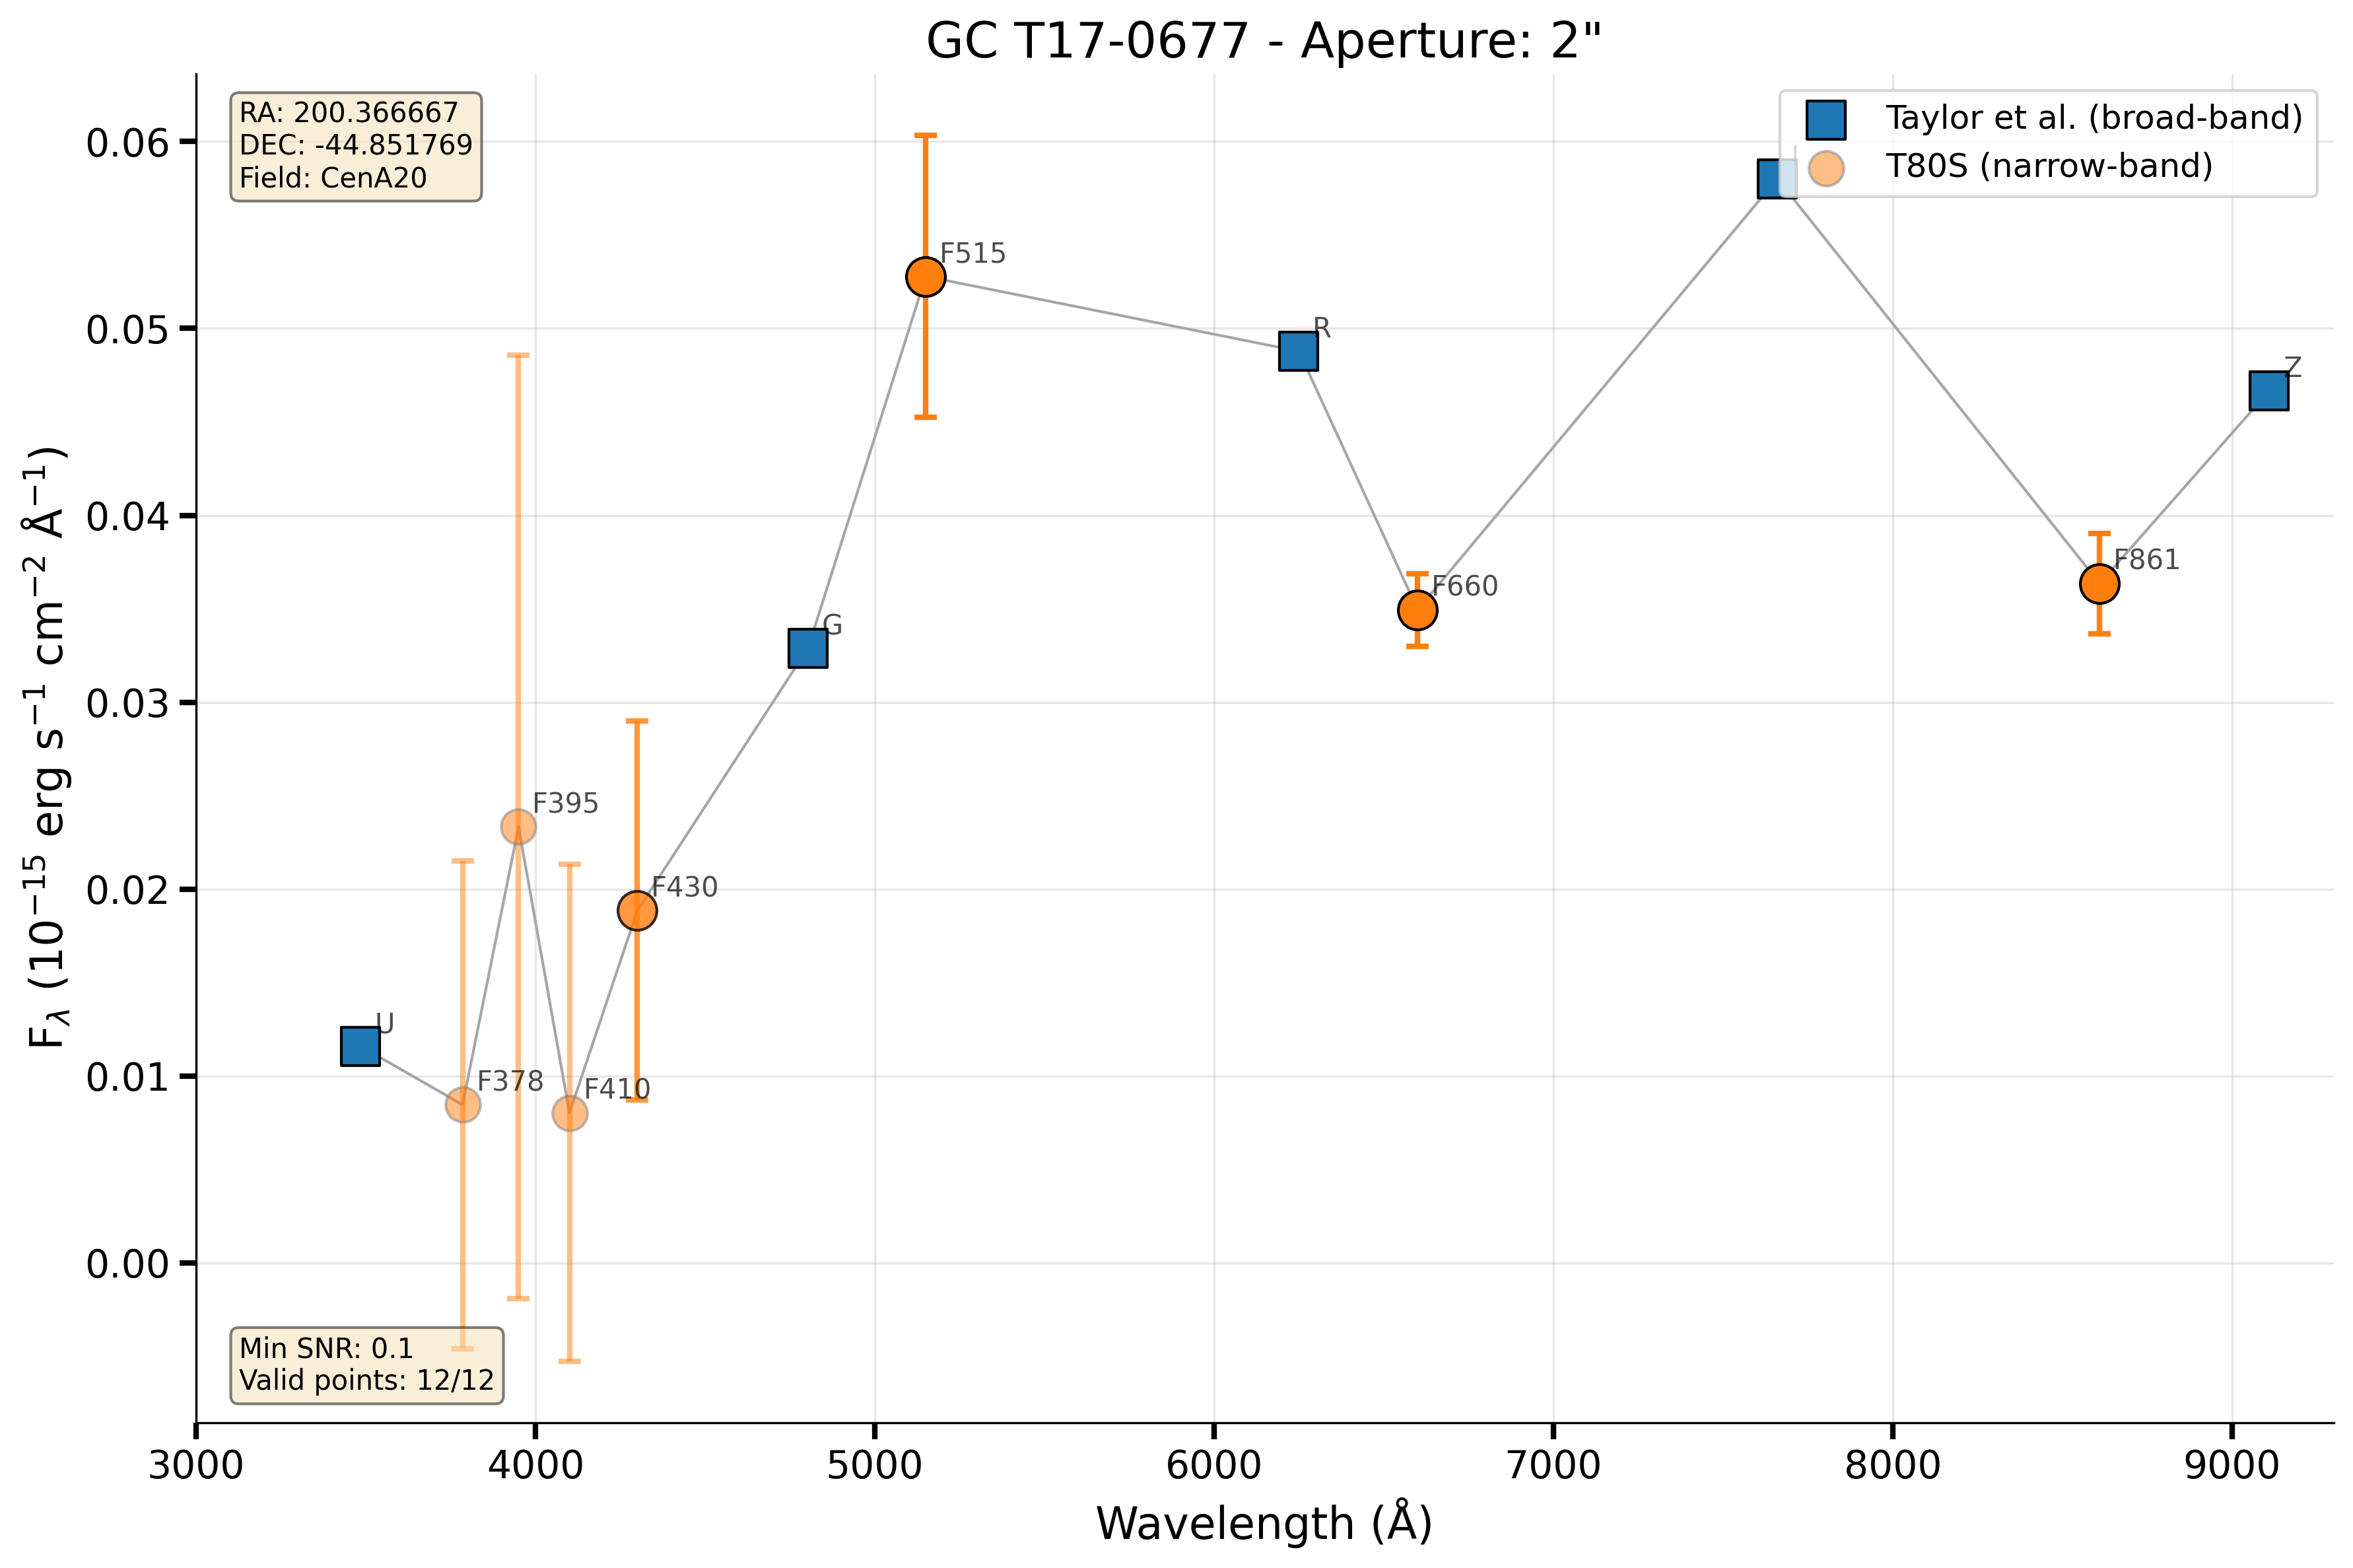 GC T17-0677 - Aperture: 2"
RA: 200.366667
DEC: -44.851769
Field: CenA20
Taylor et al. (broad-band)
T80S (narrow-band)
F$_{\lambda}$ (10$^{-15}$ erg s$^{-1}$ cm$^{-2}$ Å$^{-1}$)
0.06
0.05
0.04
0.03
0.02
0.01
0.00
U
F378
F395
F410
F430
G
F515
R
F660
F861
Z
Min SNR: 0.1
Valid points: 12/12
3000 4000 5000 6000 7000 8000 9000
Wavelength (Å)